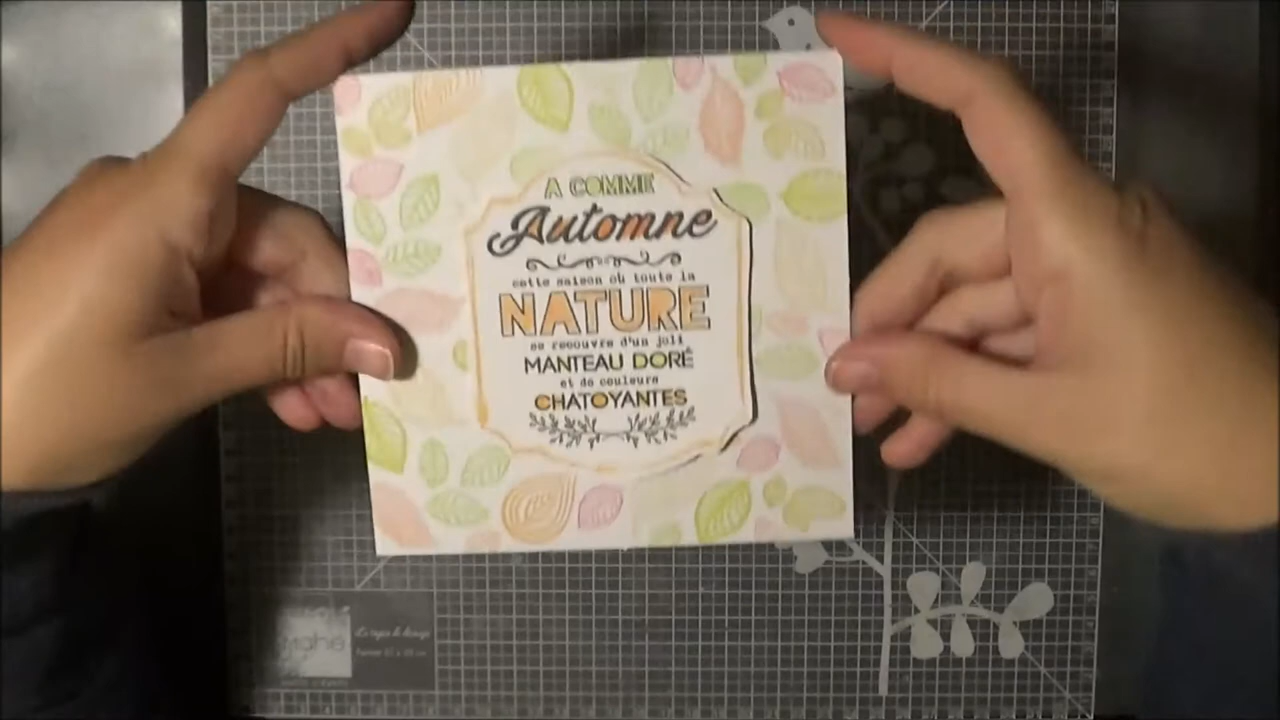 A COMME
Automne
cette saison où toute la
NATURE
se recouvre d'un joli
MANTEAU DORÉ
et de couleurs
CHATOYANTES